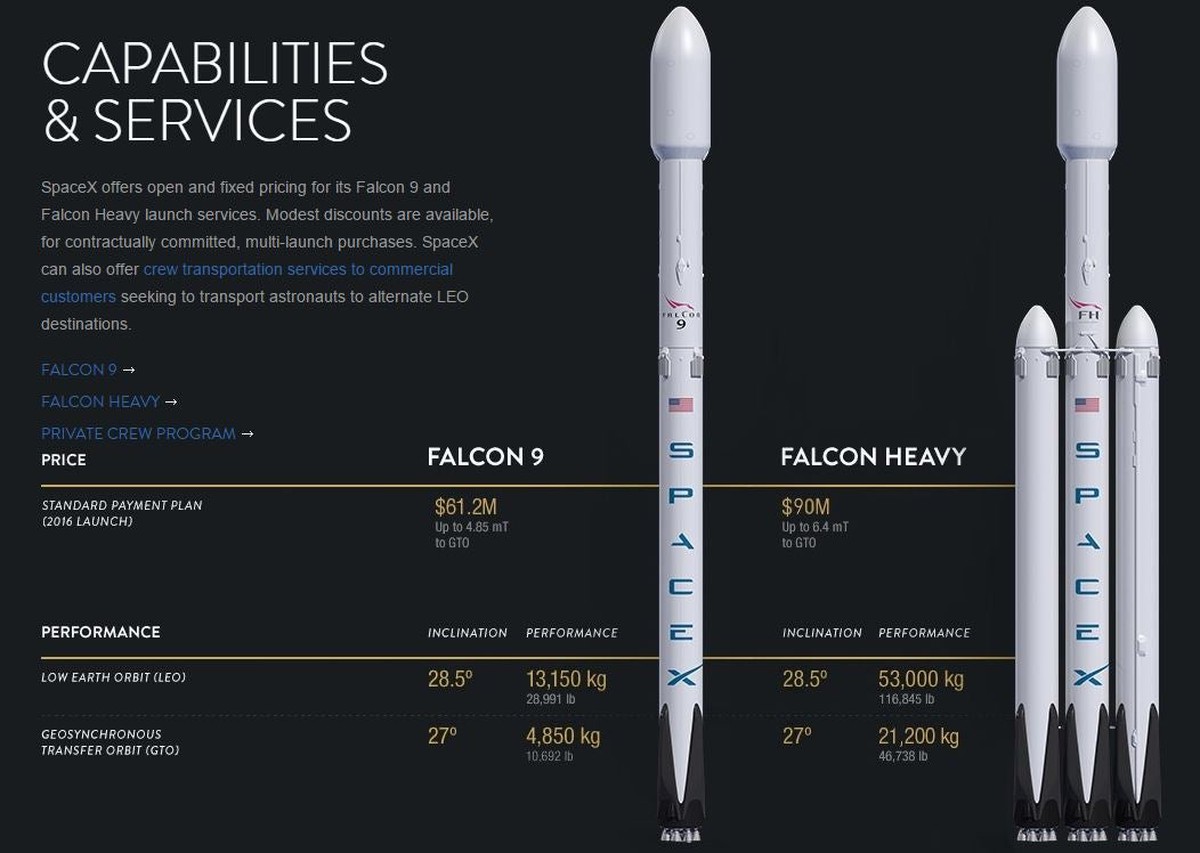 CAPABILITIES
& SERVICES
SpaceX offers open and fixed pricing for its Falcon 9 and
Falcon Heavy launch services. Modest discounts are available,
for contractually committed, multi-launch purchases. SpaceX
can also offer crew transportation services to commercial
customers seeking to transport astronauts to alternate LEO
destinations.
FALCON 9 →
FALCON HEAVY →
PRIVATE CREW PROGRAM →
PRICE FALCON 9 FALCON HEAVY
STANDARD PAYMENT PLAN
(2016 LAUNCH)
$61.2M $90M
Up to 4.85 mT Up to 6.4 mT
to GTO to GTO
PERFORMANCE INCLINATION PERFORMANCE INCLINATION PERFORMANCE
LOW EARTH ORBIT (LEO) 28.5º 13,150 kg 28.5º 53,000 kg
28,991 lb 116,845 lb
GEOSYNCHRONOUS
TRANSFER ORBIT (GTO)
27º 4,850 kg 27º 21,200 kg
10,692 lb 46,738 lb
FALCON
9
SPACEX
FH
SPACEX